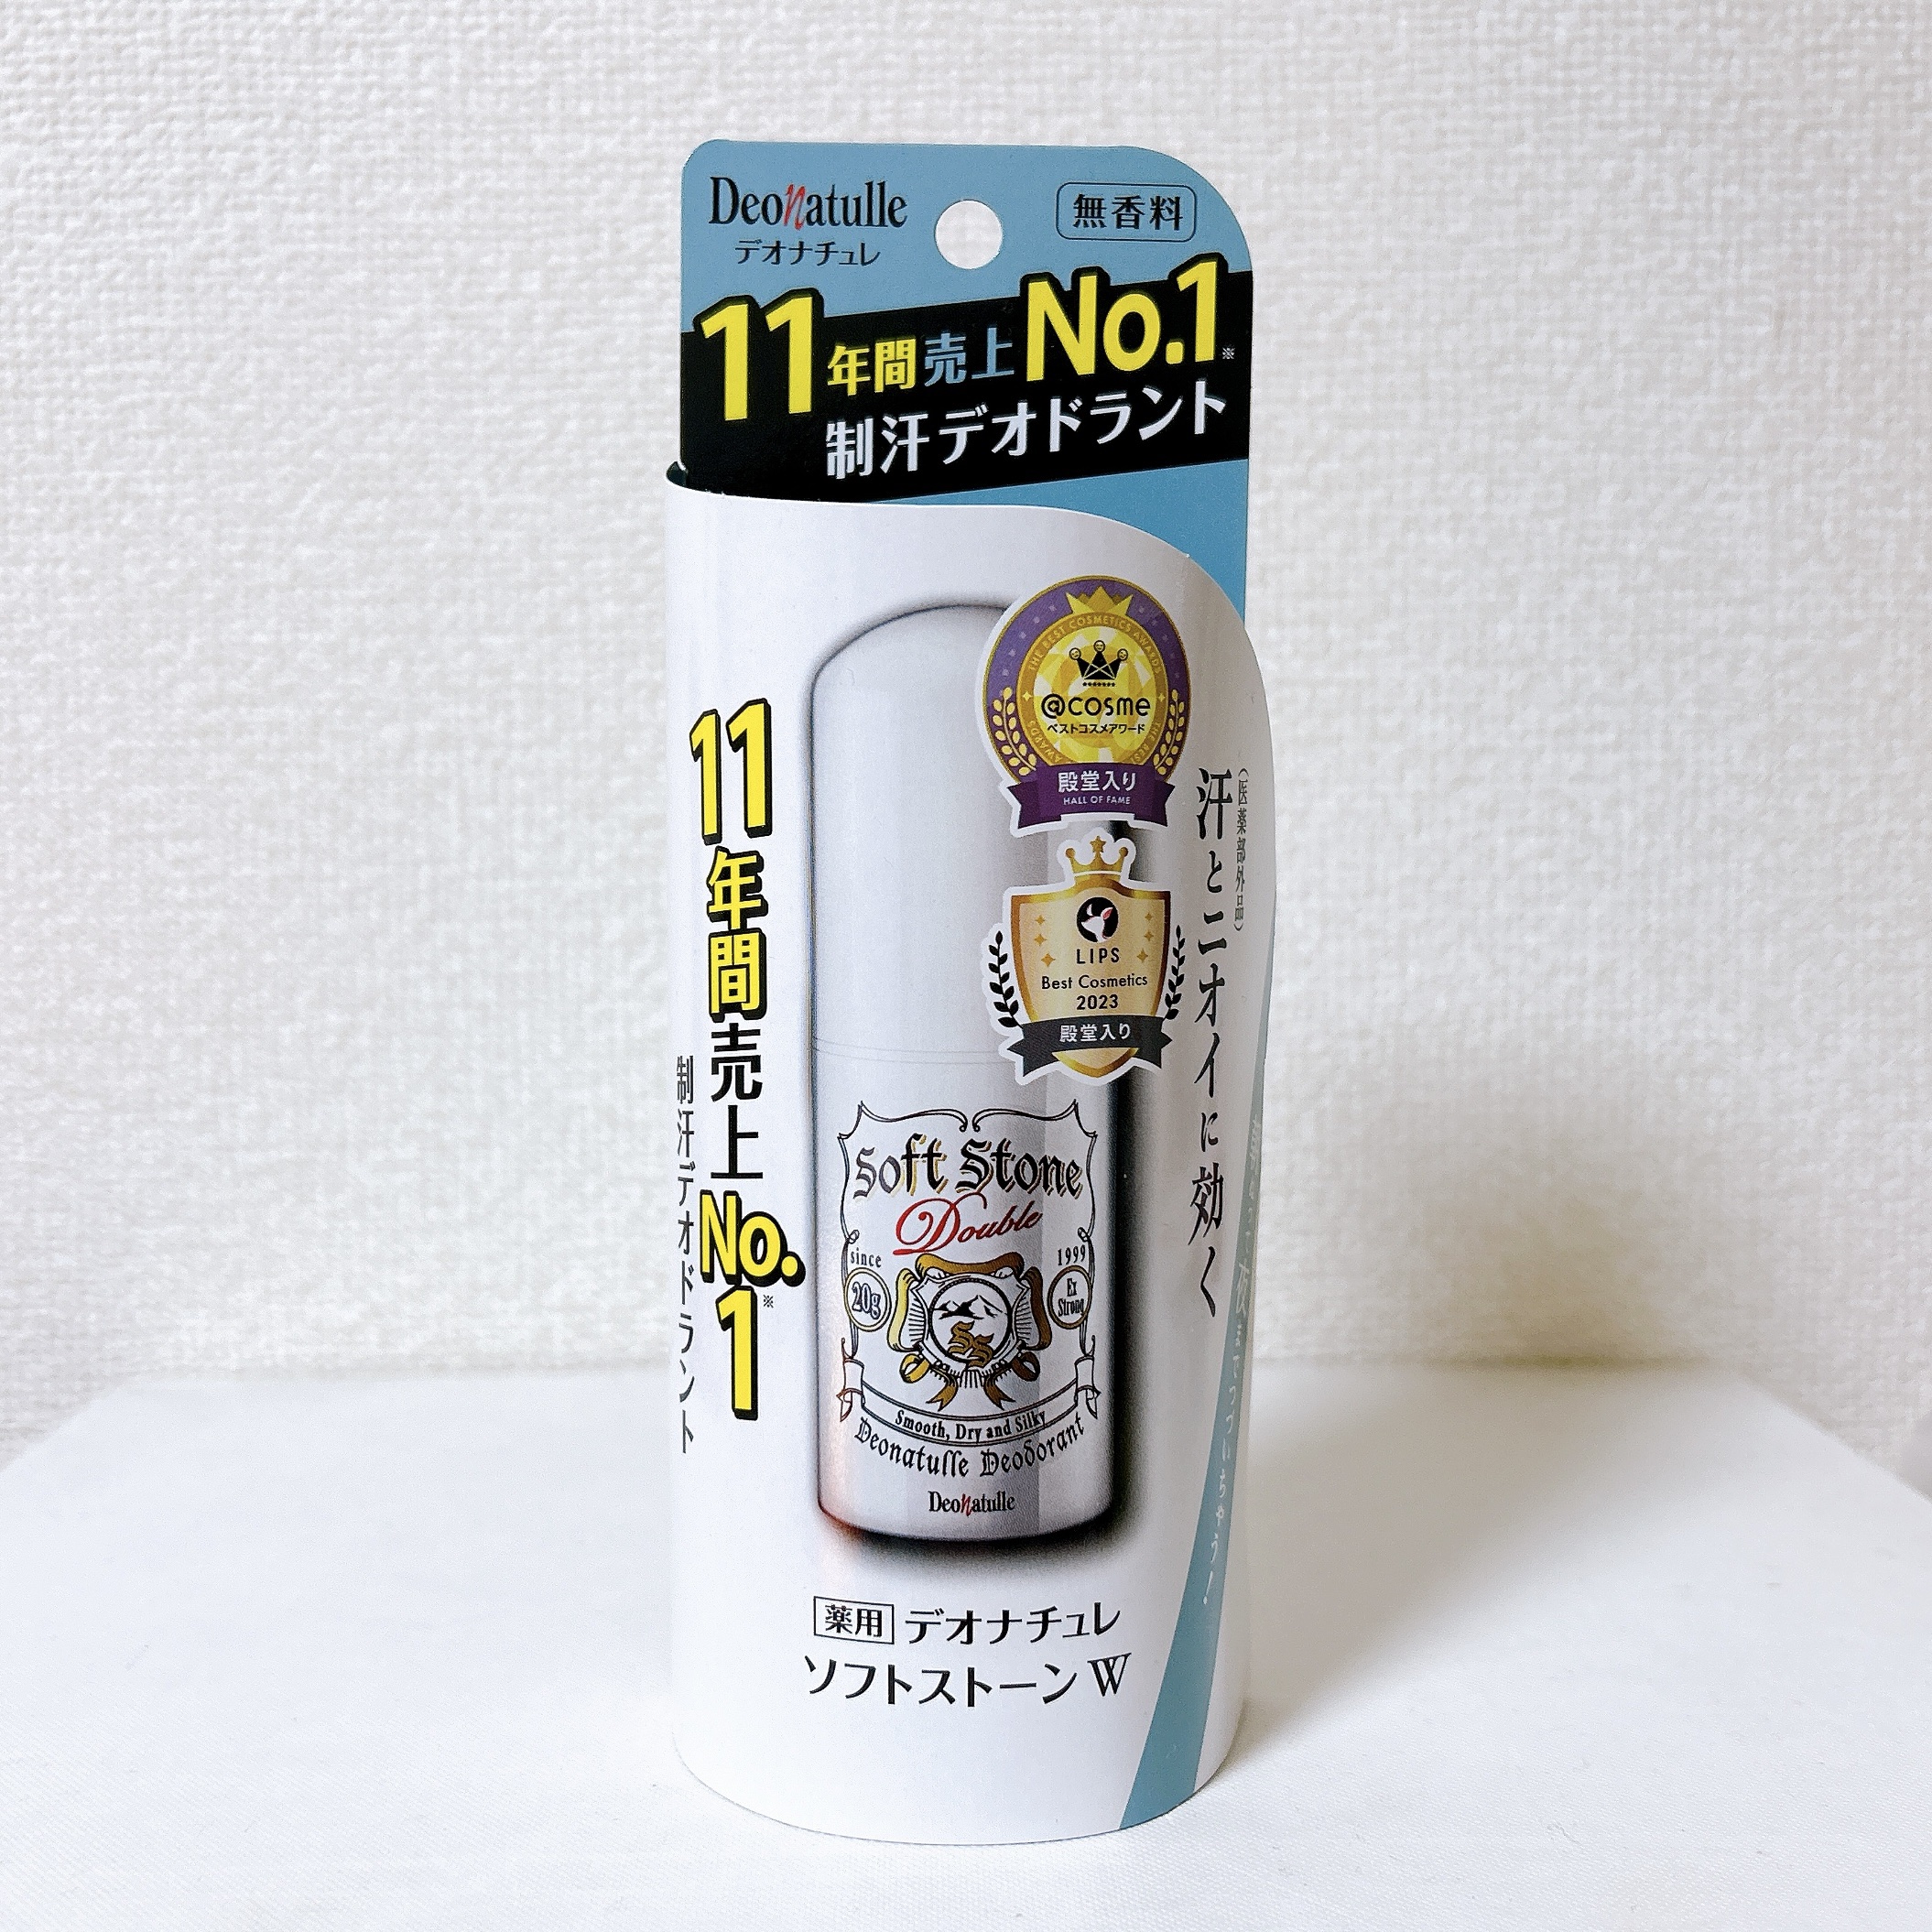 Deonatulle
デオナチュレ
無香料
11年間売上No.1※
制汗デオドラント
THE BEST COSMETICS AWARDS
@cosme
ベストコスメアワード
殿堂入り
HALL OF FAME
LIPS
Best Cosmetics
2023
殿堂入り
(医薬部外品)
汗とニオイに効く
11年間売上No.1※
制汗デオドラント
Soft Stone
Double
since
1999
20g
Ex
Strong
SS
Smooth, Dry and Silky
Deonatulle Deodorant
Deonatulle
薬用 デオナチュレ
ソフトストーンW